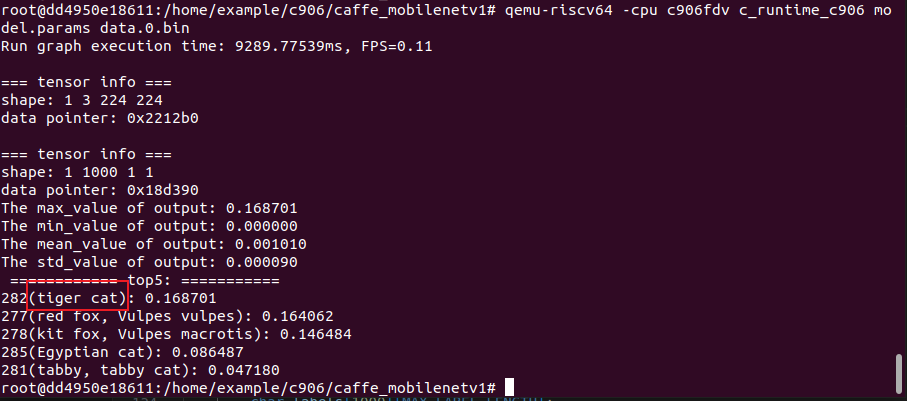 root@dd4950e18611:/home/example/c906/caffe_mobilenetv1# qemu-riscv64 -cpu c906fdv c_runtime_c906 mo
del.params data.0.bin
Run graph execution time: 9289.77539ms, FPS=0.11
=== tensor info ===
shape: 1 3 224 224
data pointer: 0x2212b0
=== tensor info ===
shape: 1 1000 1 1
data pointer: 0x18d390
The max_value of output: 0.168701
The min_value of output: 0.000000
The mean_value of output: 0.001010
The std_value of output: 0.000090
============ top5: ===========
282(tiger cat): 0.168701
277(red fox, Vulpes vulpes): 0.164062
278(kit fox, Vulpes macrotis): 0.146484
285(Egyptian cat): 0.086487
281(tabby, tabby cat): 0.047180
root@dd4950e18611:/home/example/c906/caffe_mobilenetv1#